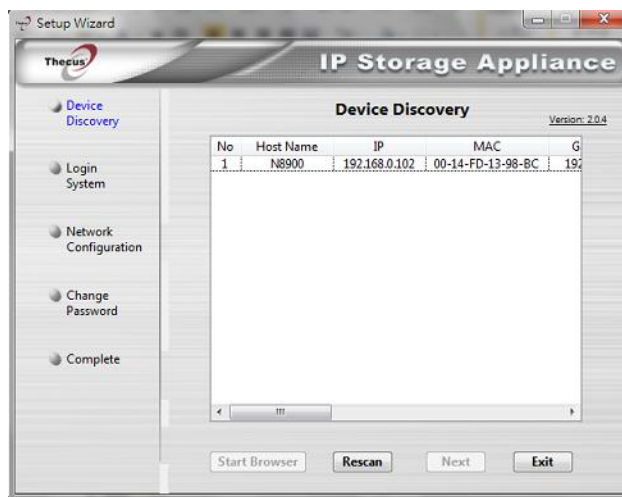 Setup Wizard
Thecus
IP Storage Appliance
Device Discovery
Login System
Network Configuration
Change Password
Complete
Device Discovery
Version: 2.0.4
No Host Name IP MAC G
1 N8900 192.168.0.102 00-14-FD-13-98-BC 192
Start Browser Rescan Next Exit